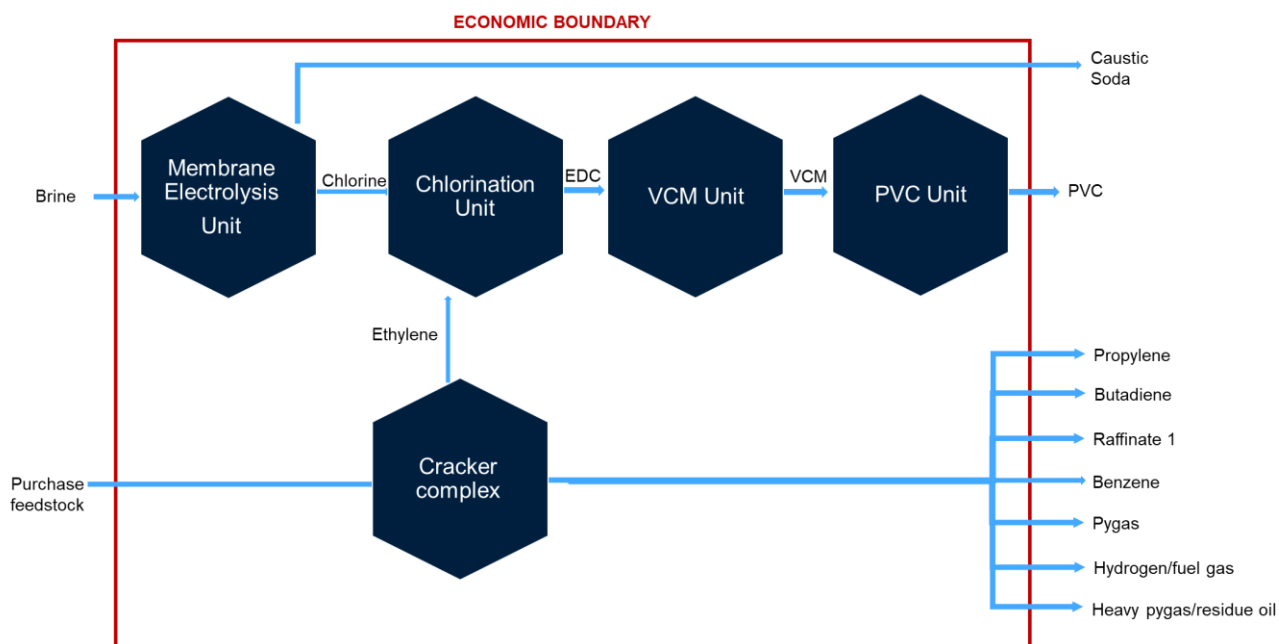 ECONOMIC BOUNDARY
Caustic
Soda
Brine
Membrane
Electrolysis
Unit
Chlorine
Chlorination
Unit
EDC
VCM Unit
VCM
PVC Unit
PVC
Ethylene
Purchase
feedstock
Cracker
complex
Propylene
Butadiene
Raffinate 1
Benzene
Pygas
Hydrogen/fuel gas
Heavy pygas/residue oil